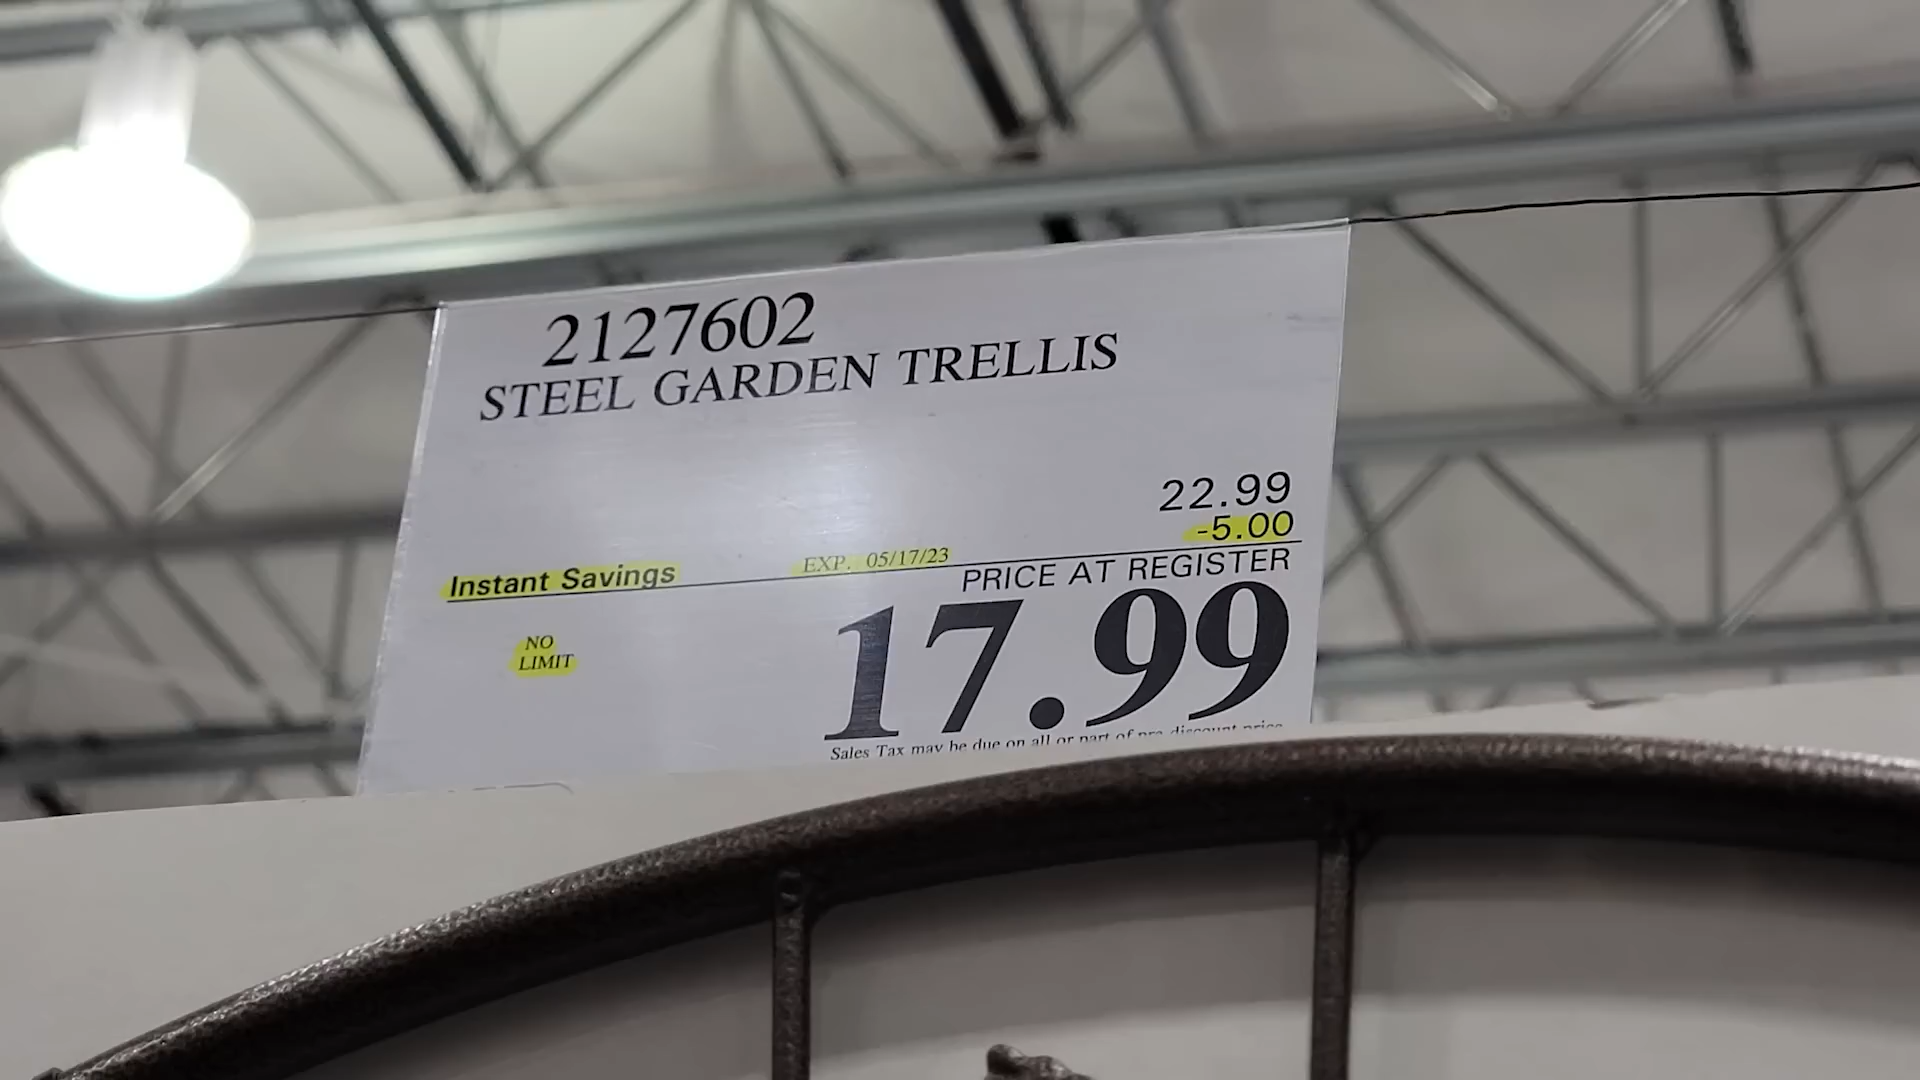 2127602
STEEL GARDEN TRELLIS
22.99
-5.00
Instant Savings EXP. 05/17/23 PRICE AT REGISTER
NO
LIMIT
17.99
Sales Tax may be due on all or part of pre discount price